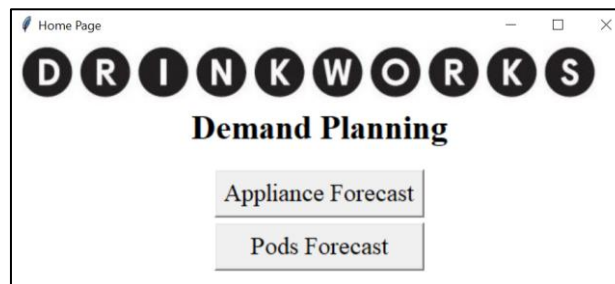 Home Page
DRINKWORKS
Demand Planning
Appliance Forecast
Pods Forecast